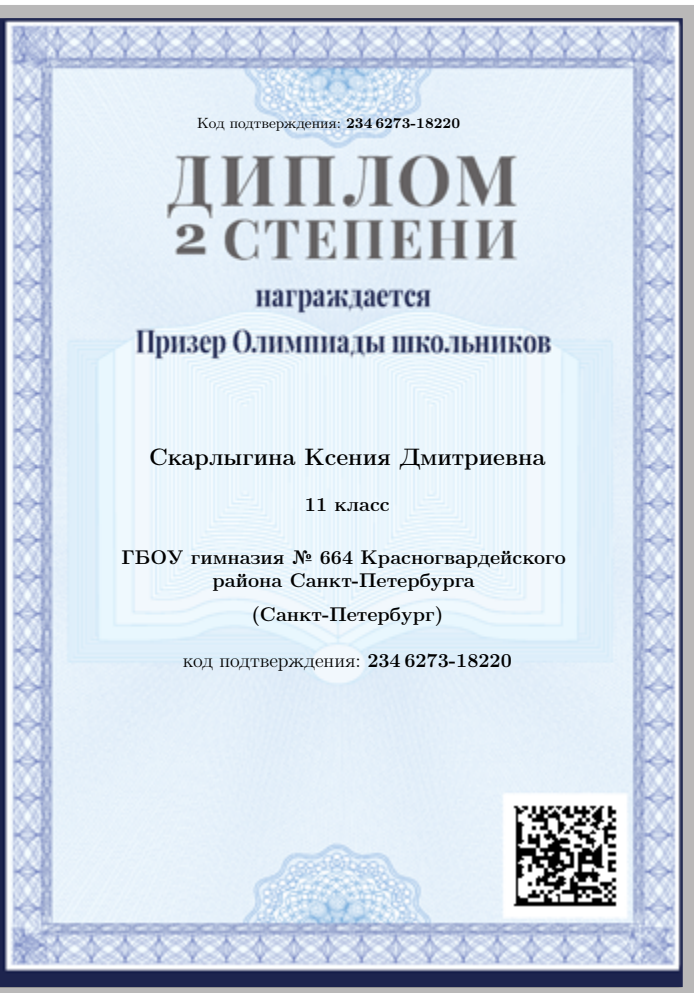 Код подтверждения: 234 6273-18220
ДИПЛОМ
2 СТЕПЕНИ
награждается
Призер Олимпиады школьников
Скарлыгина Ксения Дмитриевна
11 класс
ГБОУ гимназия № 664 Красногвардейского
района Санкт-Петербурга
(Санкт-Петербург)
код подтверждения: 234 6273-18220